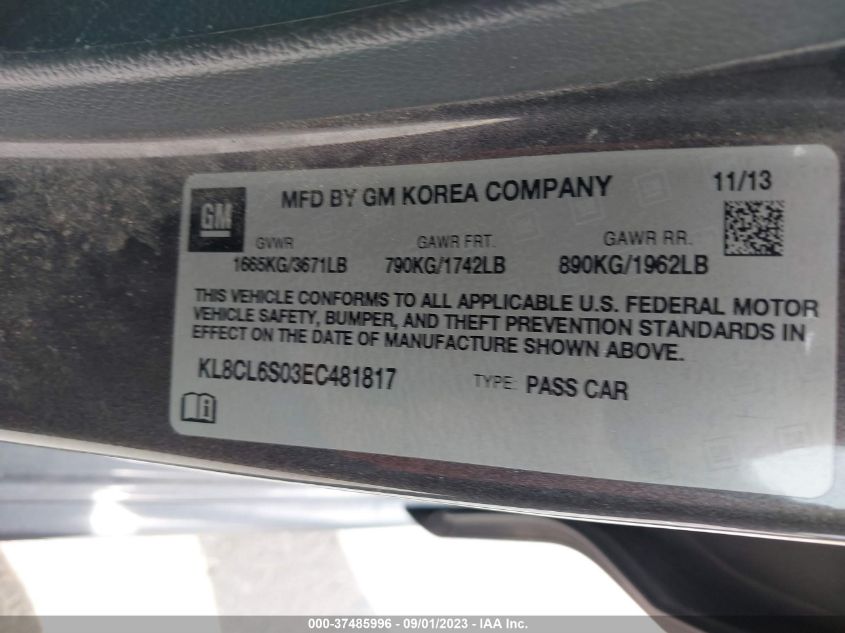 GM
MFD BY GM KOREA COMPANY
11/13
GVWR
GAWR FRT.
GAWR RR.
1665KG/3671LB
790KG/1742LB
890KG/1962LB
THIS VEHICLE CONFORMS TO ALL APPLICABLE U.S. FEDERAL MOTOR
VEHICLE SAFETY, BUMPER, AND THEFT PREVENTION STANDARDS IN
EFFECT ON THE DATE OF MANUFACTURE SHOWN ABOVE.
KL8CL6S03EC481817
TYPE: PASS CAR
000-37485996 - 09/01/2023 - IAA Inc.